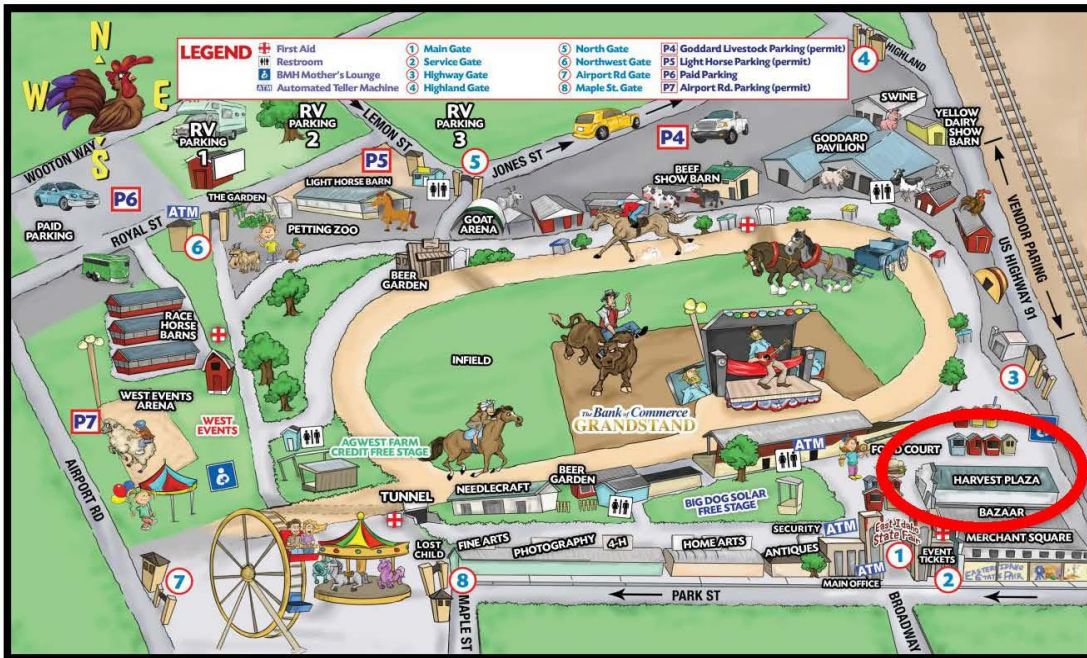 N
W
E
S
LEGEND
First Aid
Restroom
BMH Mother's Lounge
ATM Automated Teller Machine
1 Main Gate
2 Service Gate
3 Highway Gate
4 Highland Gate
5 North Gate
6 Northwest Gate
7 Airport Rd Gate
8 Maple St. Gate
P4 Goddard Livestock Parking (permit)
P5 Light Horse Parking (permit)
P6 Paid Parking
P7 Airport Rd. Parking (permit)
4
HIGHLAND
WOOTON WAY
RV
PARKING
1
RV
PARKING
2
LEMON ST
RV
PARKING
3
P4
SWINE
YELLOW
DAIRY
SHOW
BARN
GODDARD
PAVILION
P5
5
JONES ST
LIGHT HORSE BARN
BEEF
SHOW BARN
P6
PAID
PARKING
ROYAL ST
ATM
6
THE GARDEN
PETTING ZOO
GOAT
ARENA
BEER
GARDEN
VENDOR PARING
US HIGHWAY 91
RACE
HORSE
BARNS
INFIELD
3
WEST EVENTS
ARENA
WEST
EVENTS
P7
AIRPORT RD
AGWEST FARM
CREDIT FREE STAGE
The Bank of Commerce
GRANDSTAND
ATM
FOOD COURT
HARVEST PLAZA
BAZAAR
NEEDLECRAFT
BEER
GARDEN
BIG DOG SOLAR
FREE STAGE
TUNNEL
LOST
CHILD
FINE ARTS
PHOTOGRAPHY
4-H
HOME ARTS
ANTIQUES
SECURITY
ATM
East Idaho
State Fair
MERCHANT SQUARE
1
EVENT
TICKETS
ATM
MAIN OFFICE
2
7
8
MAPLE ST
PARK ST
BROADWAY